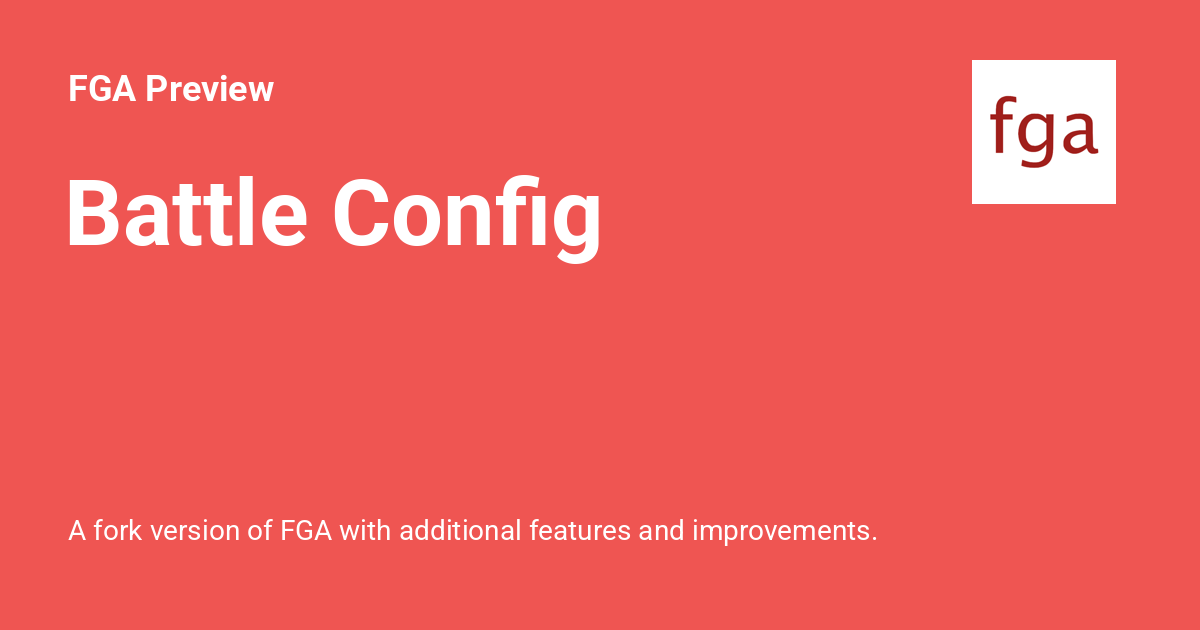 FGA Preview
fga
Battle Config
A fork version of FGA with additional features and improvements.